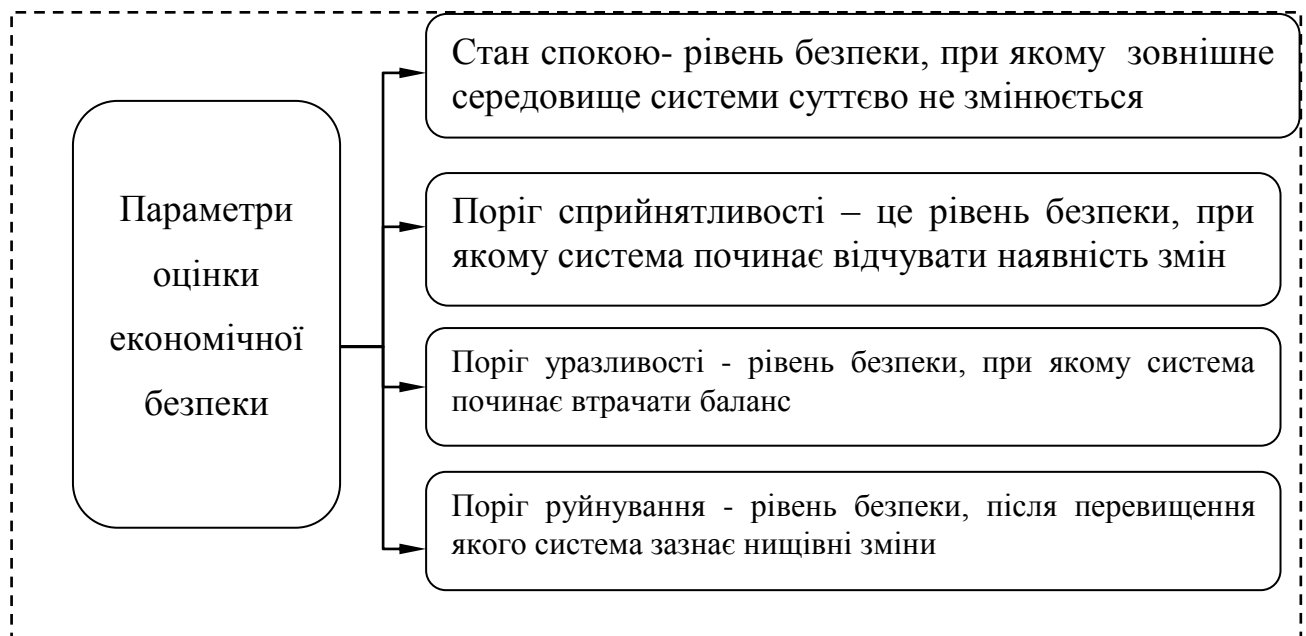 Параметри
оцінки
економічної
безпеки
Стан спокою- рівень безпеки, при якому зовнішне
середовище системи суттєво не змінюється
Поріг сприйнятливості – це рівень безпеки, при
якому система починає відчувати наявність змін
Поріг уразливості - рівень безпеки, при якому система
починає втрачати баланс
Поріг руйнування - рівень безпеки, після перевищення
якого система зазнає нищівні зміни